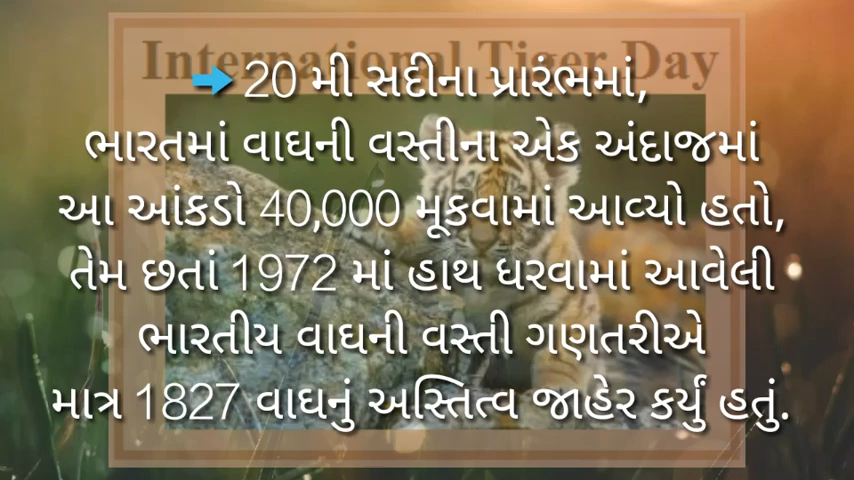 International Tiger Day
➡ 20 મી સદીના પ્રારંભમાં,
ભારતમાં વાઘની વસ્તીના એક અંદાજમાં
આ આંકડો 40,000 મૂકવામાં આવ્યો હતો,
તેમ છતાં 1972 માં હાથ ધરવામાં આવેલી
ભારતીય વાઘની વસ્તી ગણતરીએ
માત્ર 1827 વાઘનું અસ્તિત્વ જાહેર કર્યું હતું.